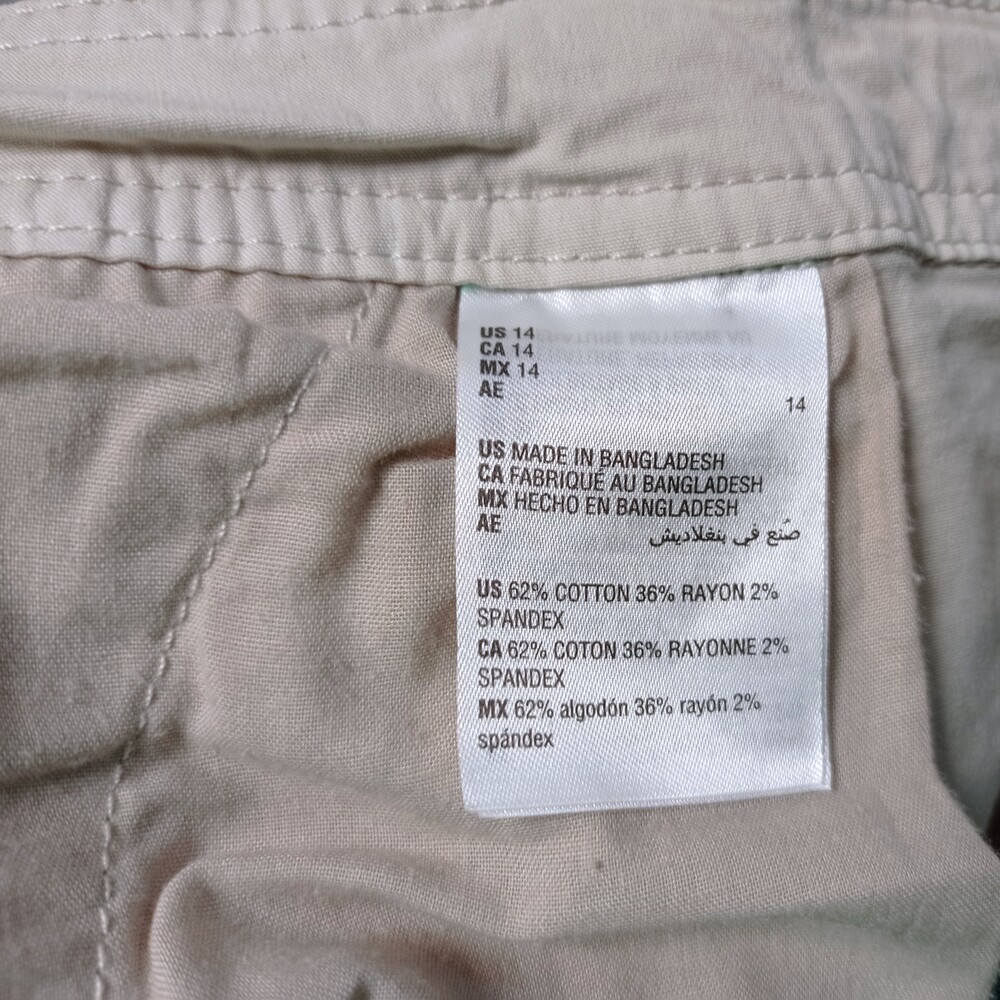 US 14
CA 14
MX 14
AE
14
US MADE IN BANGLADESH
CA FABRIQUÉ AU BANGLADESH
MX HECHO EN BANGLADESH
AE
صُنع في بنغلاديش
US 62% COTTON 36% RAYON 2%
SPANDEX
CA 62% COTON 36% RAYONNE 2%
SPANDEX
MX 62% algodón 36% rayón 2%
spándex